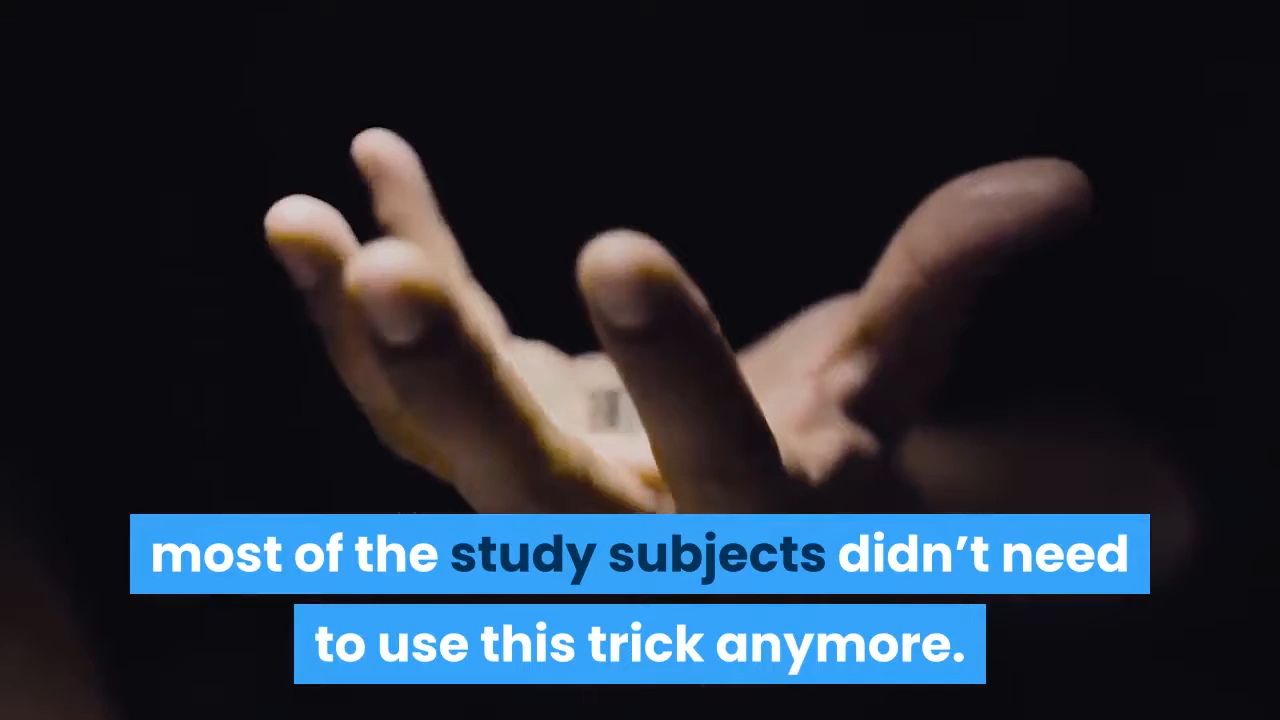 most of the study subjects didn’t need
to use this trick anymore.